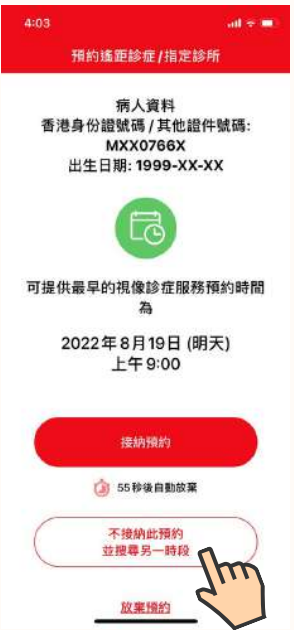 4:03
預約遙距診症/指定診所
病人資料
香港身份證號碼 / 其他證件號碼:
MXX0766X
出生日期: 1999-XX-XX
可提供最早的視像診症服務預約時間
為
2022年8月19日 (明天)
上午 9:00
接納預約
55 秒後自動放棄
不接納此預約
並搜尋另一時段
放棄預約